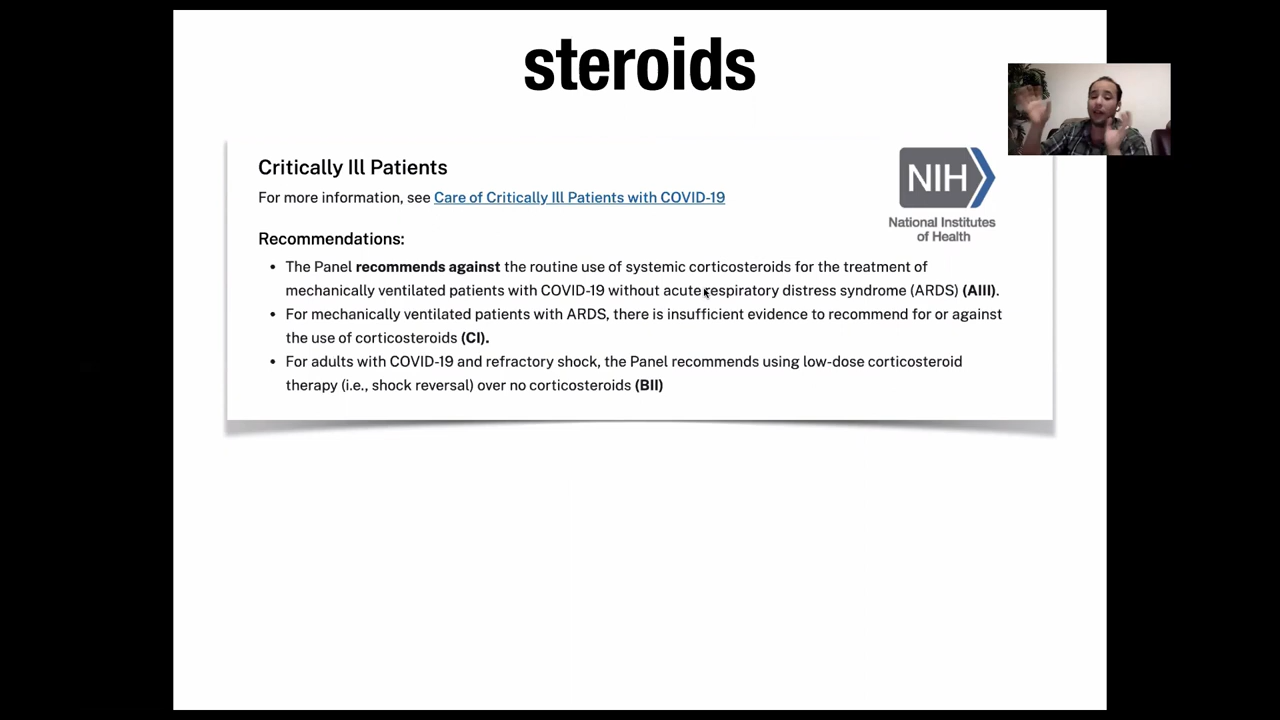 steroids
Critically Ill Patients
For more information, see Care of Critically Ill Patients with COVID-19
NIH
National Institutes
of Health
Recommendations:
• The Panel recommends against the routine use of systemic corticosteroids for the treatment of
mechanically ventilated patients with COVID-19 without acute respiratory distress syndrome (ARDS) (AIII).
• For mechanically ventilated patients with ARDS, there is insufficient evidence to recommend for or against
the use of corticosteroids (CI).
• For adults with COVID-19 and refractory shock, the Panel recommends using low-dose corticosteroid
therapy (i.e., shock reversal) over no corticosteroids (BII)